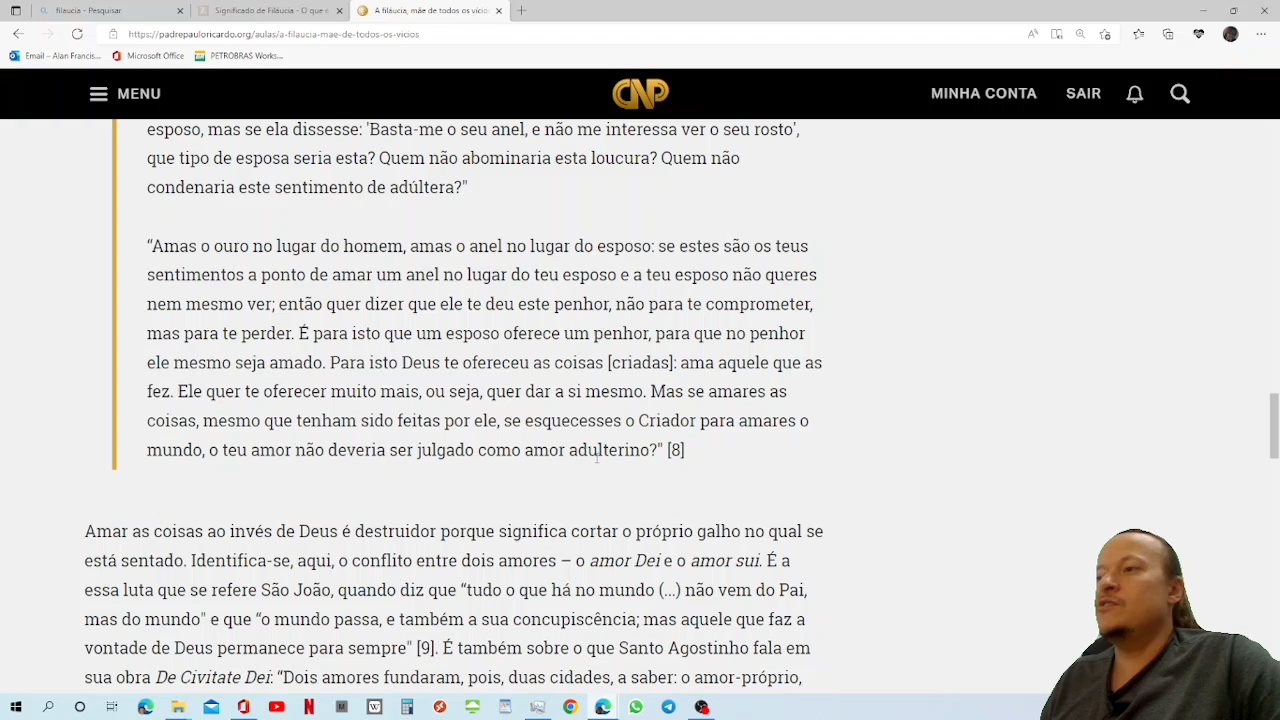 filaucia - Pesquisar
Significado de Filáucia - O que é
A filáucia, mãe de todos os vícios
https://padrepauloricardo.org/aulas/a-filaucia-mae-de-todos-os-vicios
Email – Alan Francis...
Microsoft Office
PETROBRAS Works...
MENU
CNP
MINHA CONTA
SAIR
esposo, mas se ela dissesse: 'Basta-me o seu anel, e não me interessa ver o seu rosto',
que tipo de esposa seria esta? Quem não abominaria esta loucura? Quem não
condenaria este sentimento de adúltera?"
“Amas o ouro no lugar do homem, amas o anel no lugar do esposo: se estes são os teus
sentimentos a ponto de amar um anel no lugar do teu esposo e a teu esposo não queres
nem mesmo ver; então quer dizer que ele te deu este penhor, não para te comprometer,
mas para te perder. É para isto que um esposo oferece um penhor, para que no penhor
ele mesmo seja amado. Para isto Deus te ofereceu as coisas [criadas]: ama aquele que as
fez. Ele quer te oferecer muito mais, ou seja, quer dar a si mesmo. Mas se amares as
coisas, mesmo que tenham sido feitas por ele, se esquecesses o Criador para amares o
mundo, o teu amor não deveria ser julgado como amor adulterino?" [8]
Amar as coisas ao invés de Deus é destruidor porque significa cortar o próprio galho no qual se
está sentado. Identifica-se, aqui, o conflito entre dois amores – o amor Dei e o amor sui. É a
essa luta que se refere São João, quando diz que “tudo o que há no mundo (...) não vem do Pai,
mas do mundo" e que “o mundo passa, e também a sua concupiscência; mas aquele que faz a
vontade de Deus permanece para sempre" [9]. É também sobre o que Santo Agostinho fala em
sua obra De Civitate Dei: “Dois amores fundaram, pois, duas cidades, a saber: o amor-próprio,